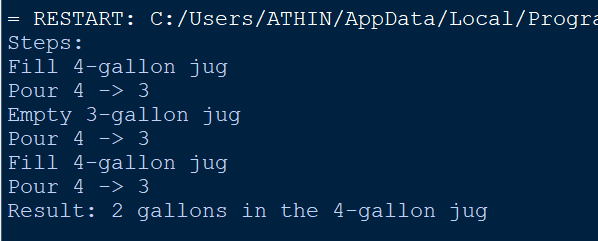 = RESTART: C:/Users/ATHIN/AppData/Local/Progra
Steps:
Fill 4-gallon jug
Pour 4 -> 3
Empty 3-gallon jug
Pour 4 -> 3
Fill 4-gallon jug
Pour 4 -> 3
Result: 2 gallons in the 4-gallon jug